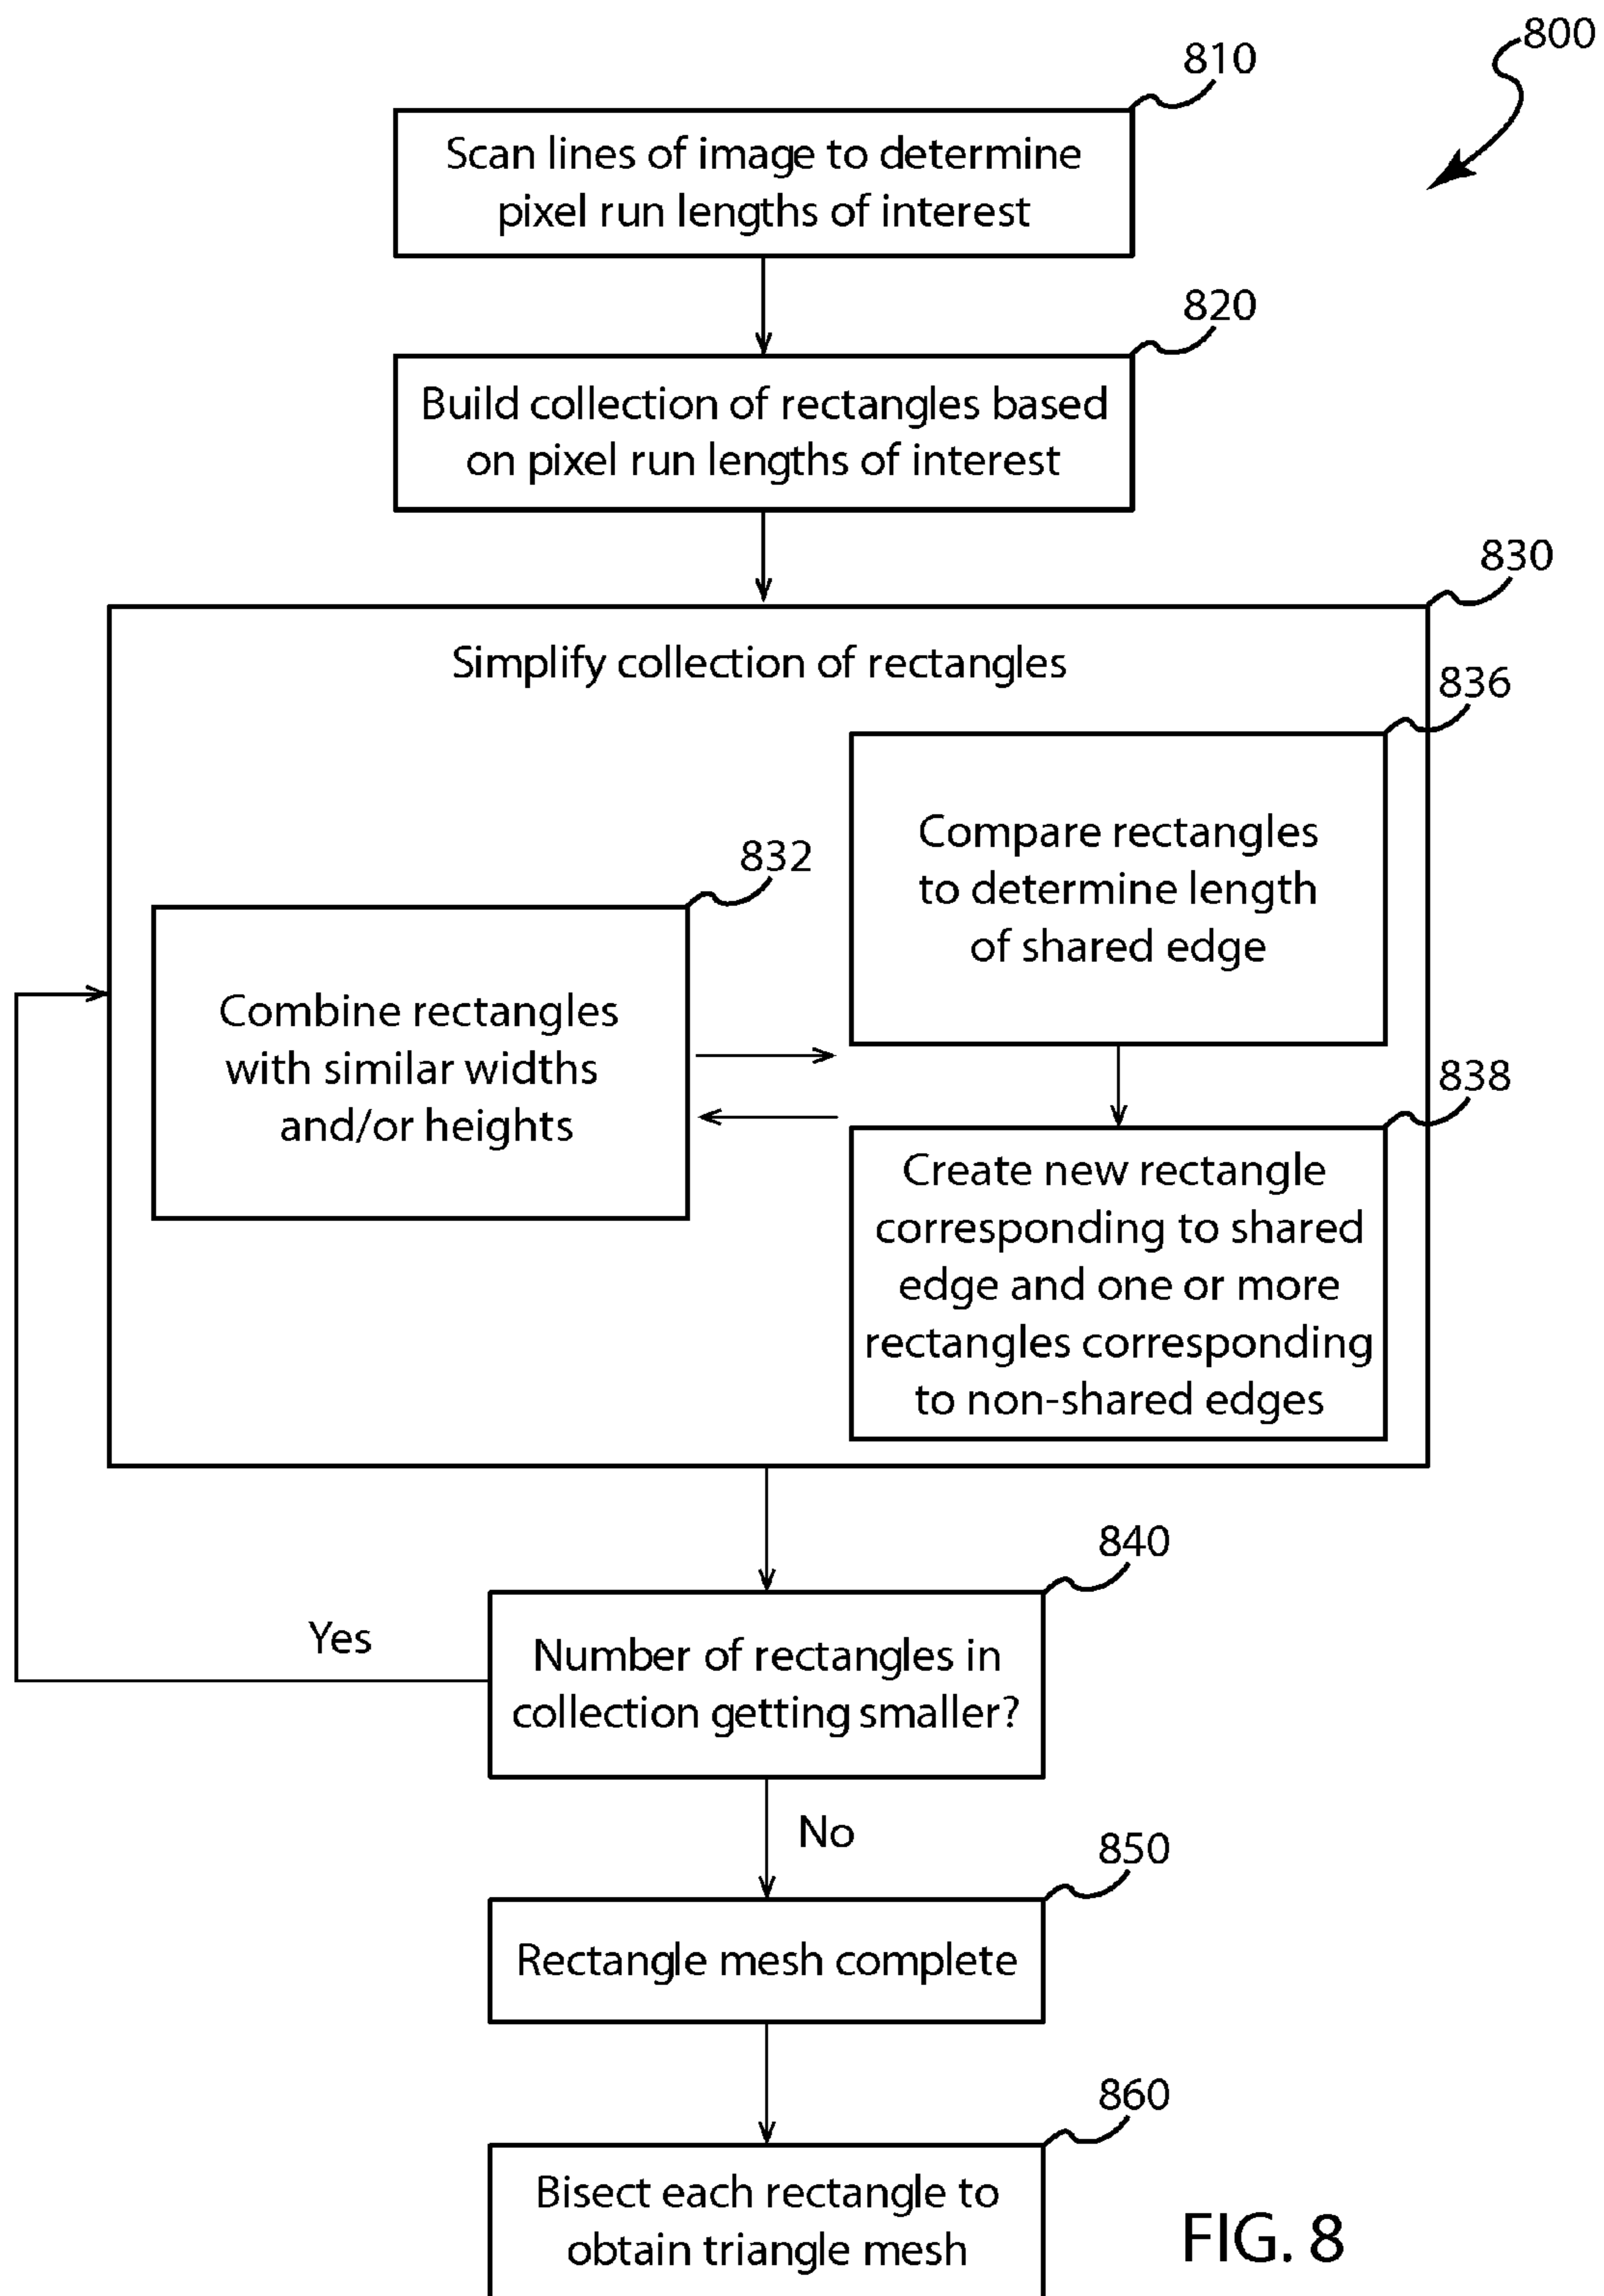 800
810
Scan lines of image to determine
pixel run lengths of interest
820
Build collection of rectangles based
on pixel run lengths of interest
830
Simplify collection of rectangles
836
Compare rectangles
to determine length
of shared edge
832
Combine rectangles
with similar widths
and/or heights
838
Create new rectangle
corresponding to shared
edge and one or more
rectangles corresponding
to non-shared edges
840
Number of rectangles in
collection getting smaller?
Yes
No
850
Rectangle mesh complete
860
Bisect each rectangle to
obtain triangle mesh
FIG. 8